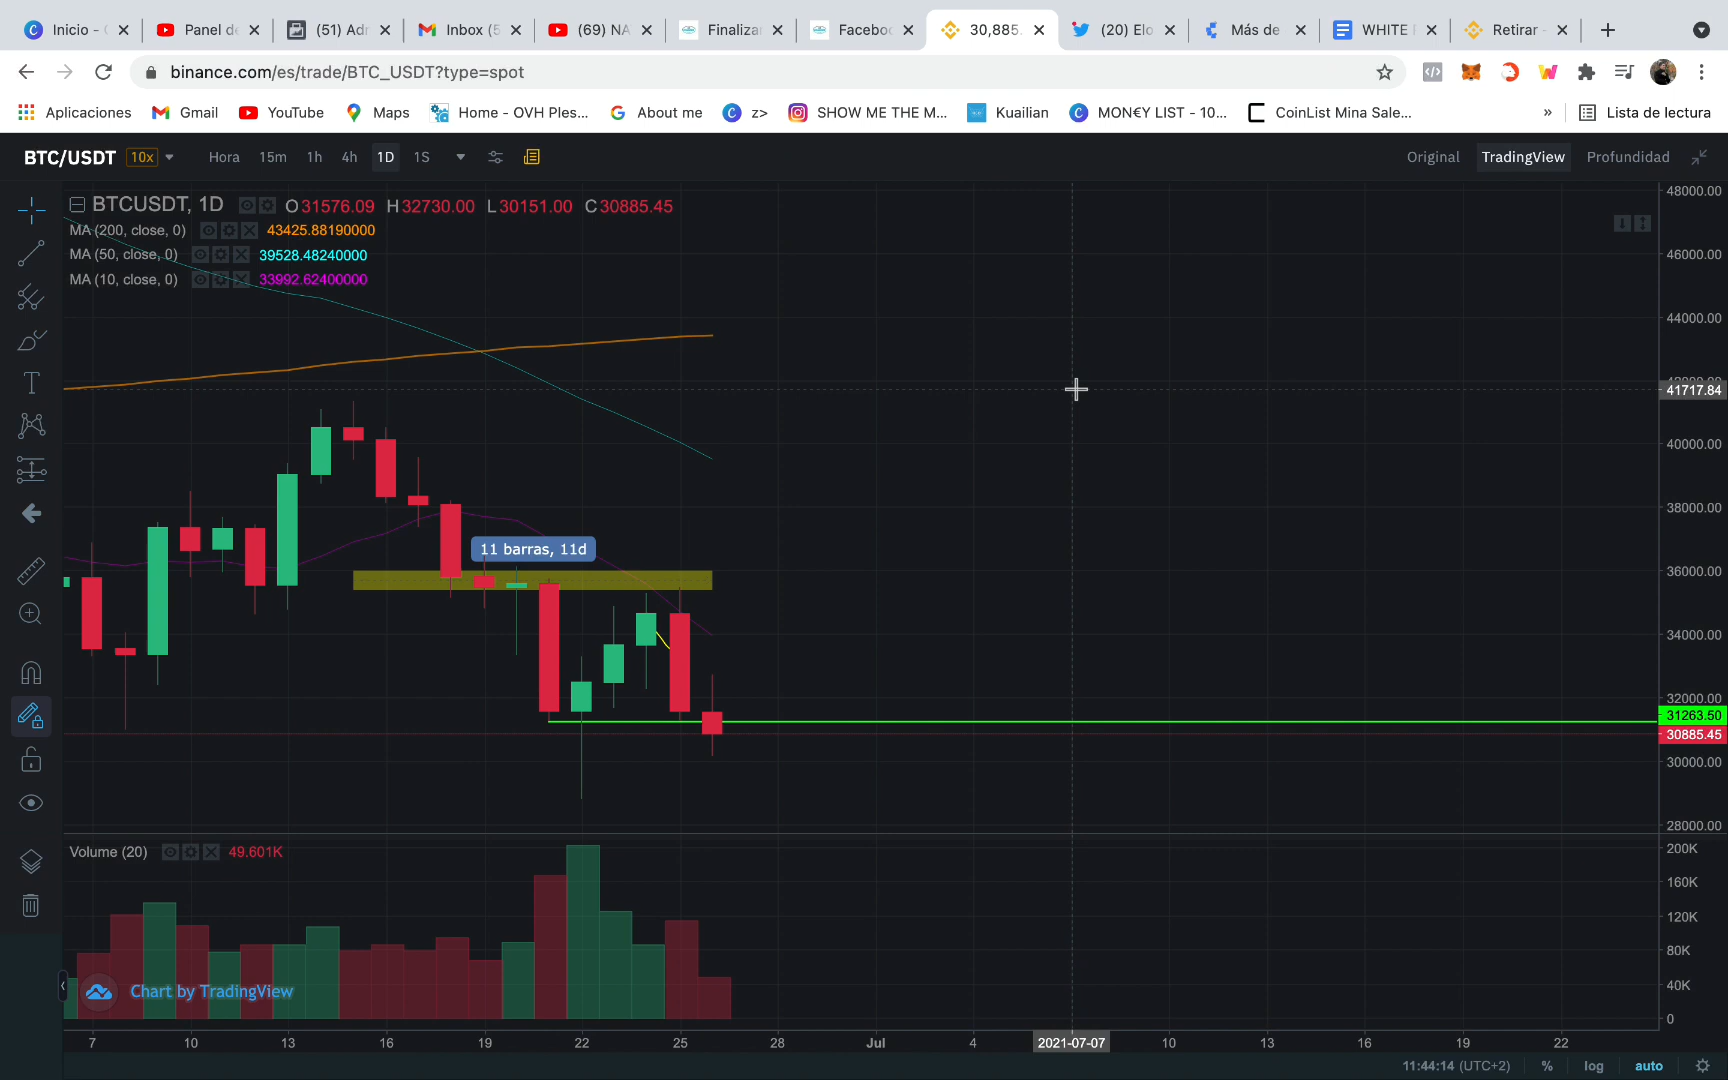 Inicio -
Panel de
(51) Adr
Inbox (5
(69) NA
Finaliza
Faceboo
30,885.
(20) Elo
Más de
WHITE
Retirar -
binance.com/es/trade/BTC_USDT?type=spot
Aplicaciones Gmail YouTube Maps Home - OVH Ples... About me z> SHOW ME THE M... Kuailian MON€Y LIST - 10... CoinList Mina Sale... » Lista de lectura
BTC/USDT 10x Hora 15m 1h 4h 1D 1S Original TradingView Profundidad
BTCUSDT, 1D O31576.09 H32730.00 L30151.00 C30885.45
MA (200, close, 0) 43425.88190000
MA (50, close, 0) 39528.48240000
MA (10, close, 0) 33992.62400000
48000.00
46000.00
44000.00
41717.84
40000.00
38000.00
11 barras, 11d
36000.00
34000.00
32000.00
31263.50
30885.45
30000.00
28000.00
Volume (20) 49.601K
200K
160K
120K
80K
40K
0
Chart by TradingView
7 10 13 16 19 22 25 28 Jul 4 2021-07-07 10 13 16 19 22
11:44:14 (UTC+2) % log auto